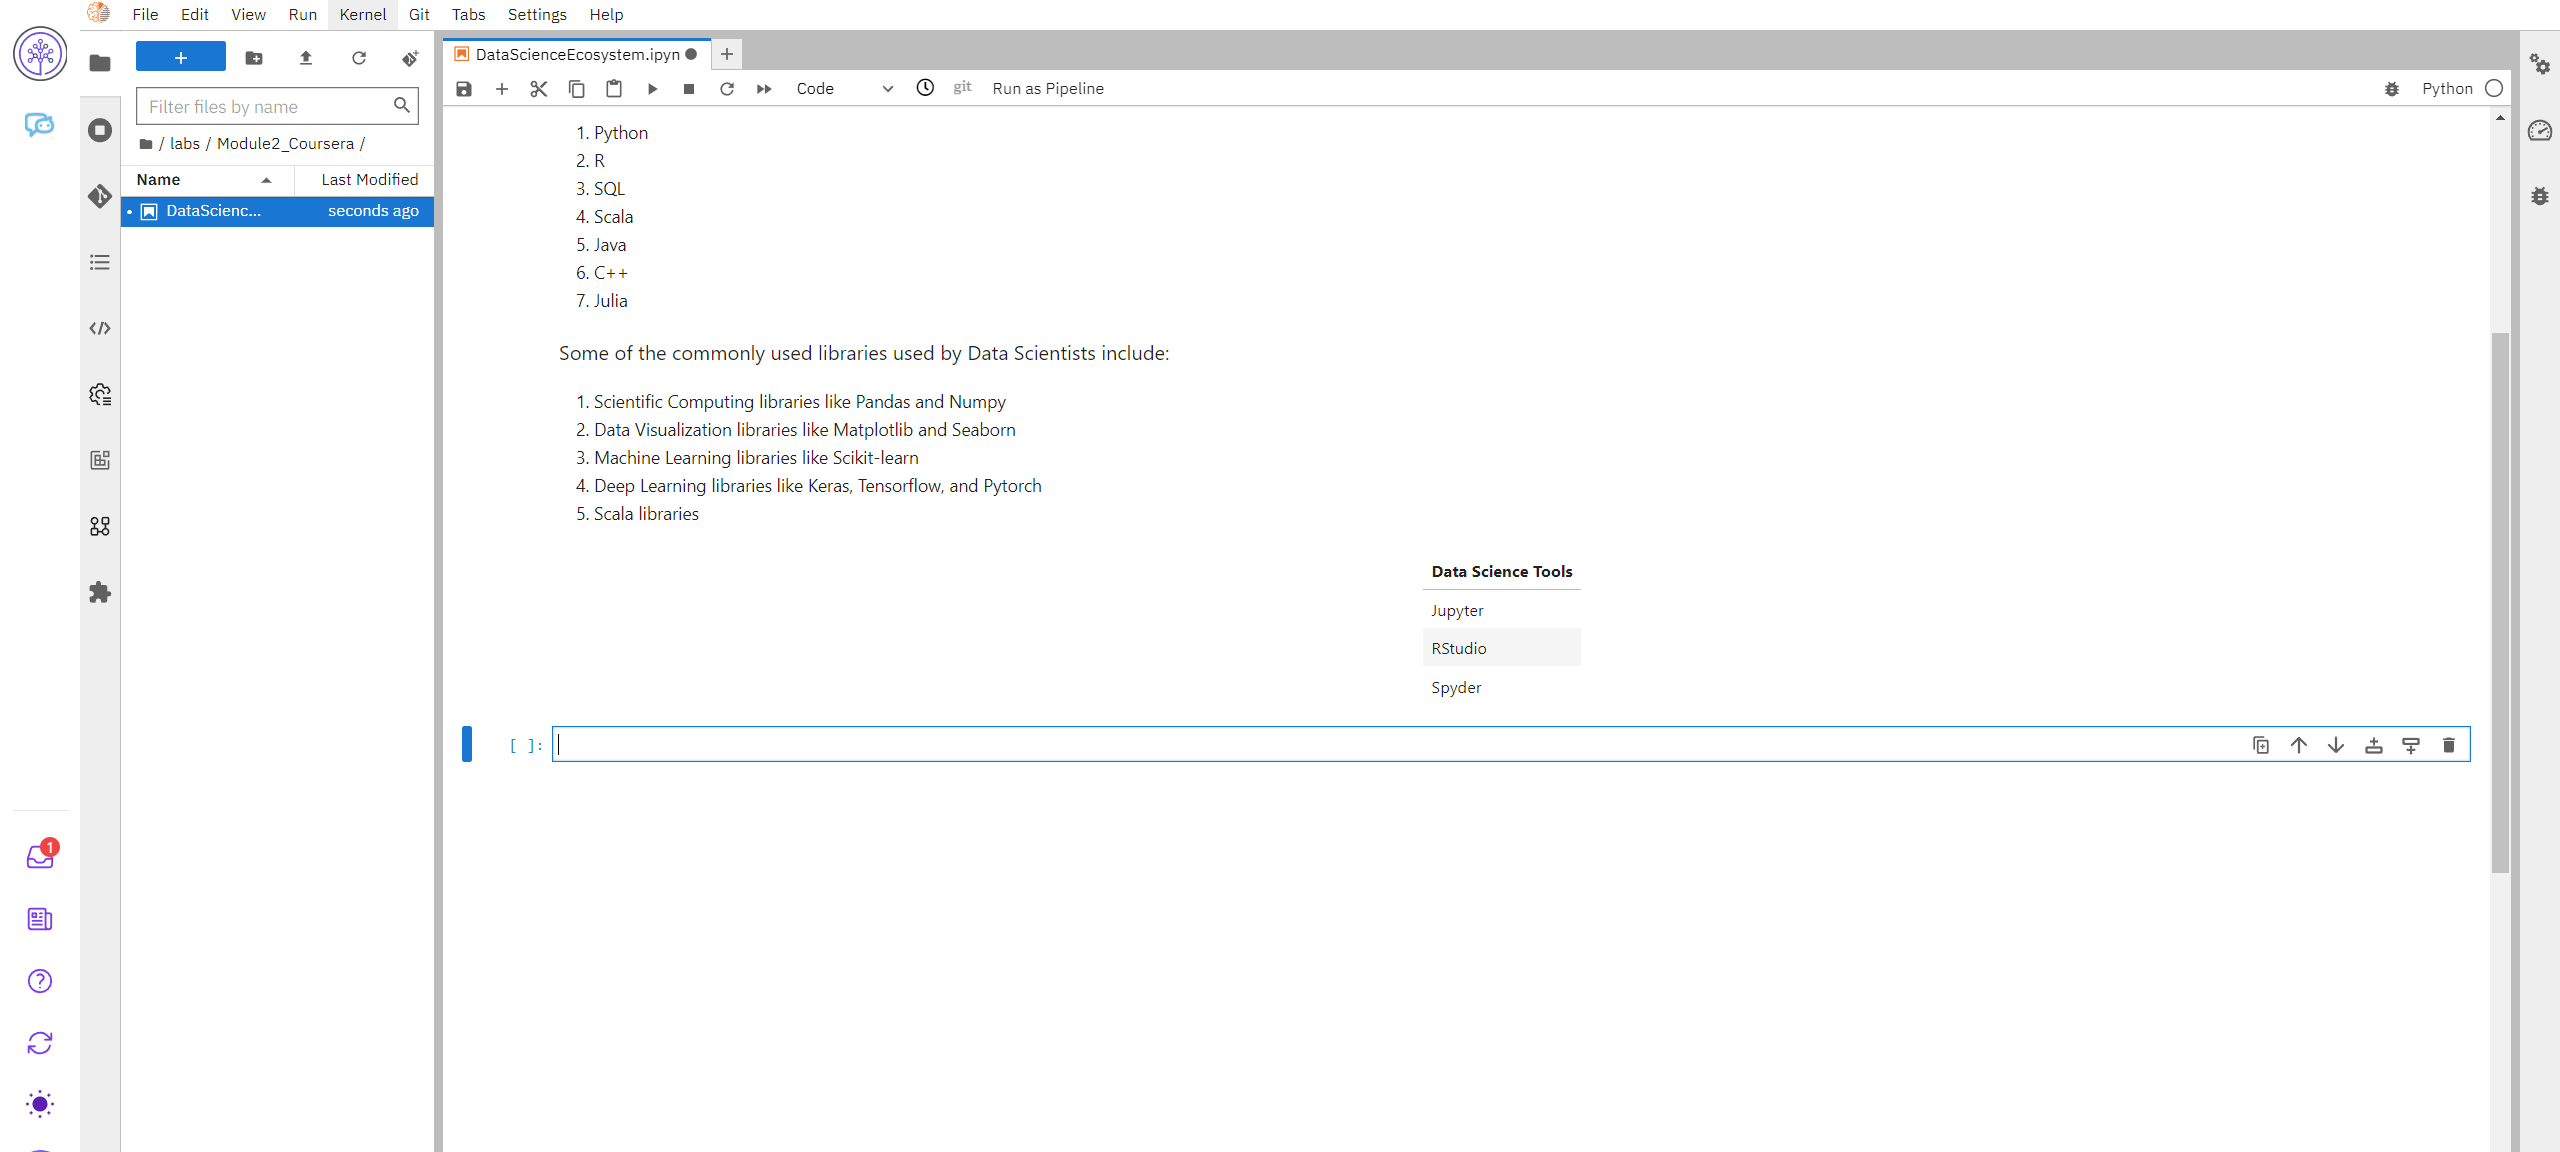 File Edit View Run Kernel Git Tabs Settings Help
+
Filter files by name
/ labs / Module2_Coursera /
Name Last Modified
DataScienc... seconds ago
DataScienceEcosystem.ipyn
Code git Run as Pipeline Python
1. Python
2. R
3. SQL
4. Scala
5. Java
6. C++
7. Julia
Some of the commonly used libraries used by Data Scientists include:
1. Scientific Computing libraries like Pandas and Numpy
2. Data Visualization libraries like Matplotlib and Seaborn
3. Machine Learning libraries like Scikit-learn
4. Deep Learning libraries like Keras, Tensorflow, and Pytorch
5. Scala libraries
Data Science Tools
Jupyter
RStudio
Spyder
[ ]:
1